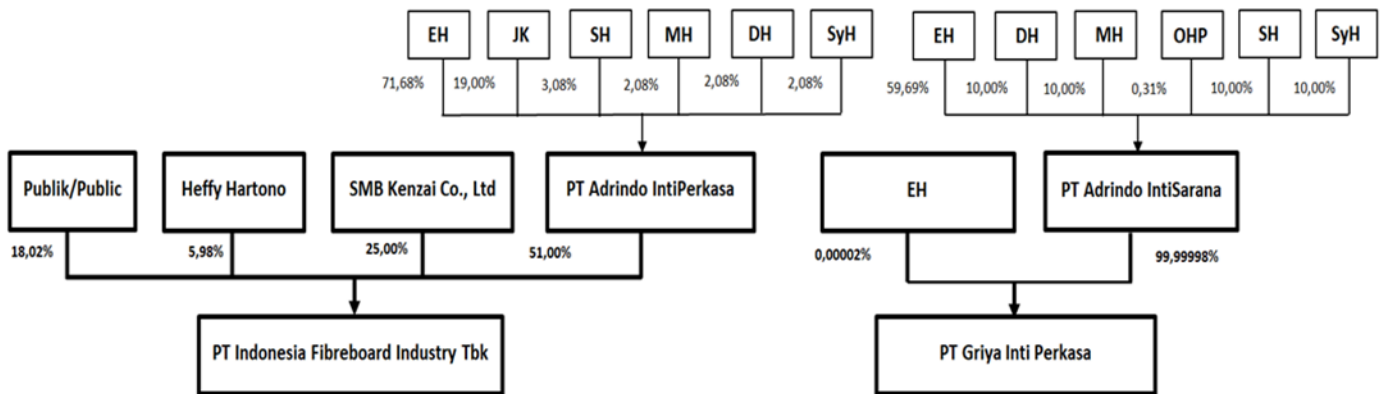 EH JK SH MH DH SyH EH DH MH OHP SH SyH
71,68% 19,00% 3,08% 2,08% 2,08% 2,08% 59,69% 10,00% 10,00% 0,31% 10,00% 10,00%
Publik/Public Heffy Hartono SMB Kenzai Co., Ltd PT Adrindo IntiPerkasa EH PT Adrindo IntiSarana
18,02% 5,98% 25,00% 51,00% 0,00002% 99,99998%
PT Indonesia Fibreboard Industry Tbk PT Griya Inti Perkasa